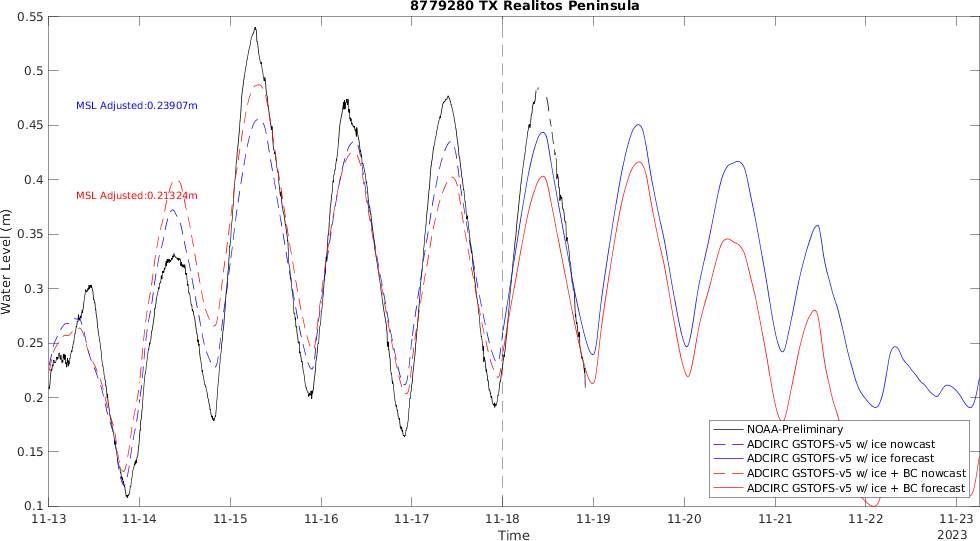 8779280 TX Realitos Peninsula
0.55
0.5
0.45
0.4
0.35
0.3
0.25
0.2
0.15
0.1
Water Level (m)
MSL Adjusted:0.23907m
MSL Adjusted:0.21324m
NOAA-Preliminary
ADCIRC GSTOFS-v5 w/ ice nowcast
ADCIRC GSTOFS-v5 w/ ice forecast
ADCIRC GSTOFS-v5 w/ ice + BC nowcast
ADCIRC GSTOFS-v5 w/ ice + BC forecast
11-13 11-14 11-15 11-16 11-17 11-18 11-19 11-20 11-21 11-22 11-23
Time
2023